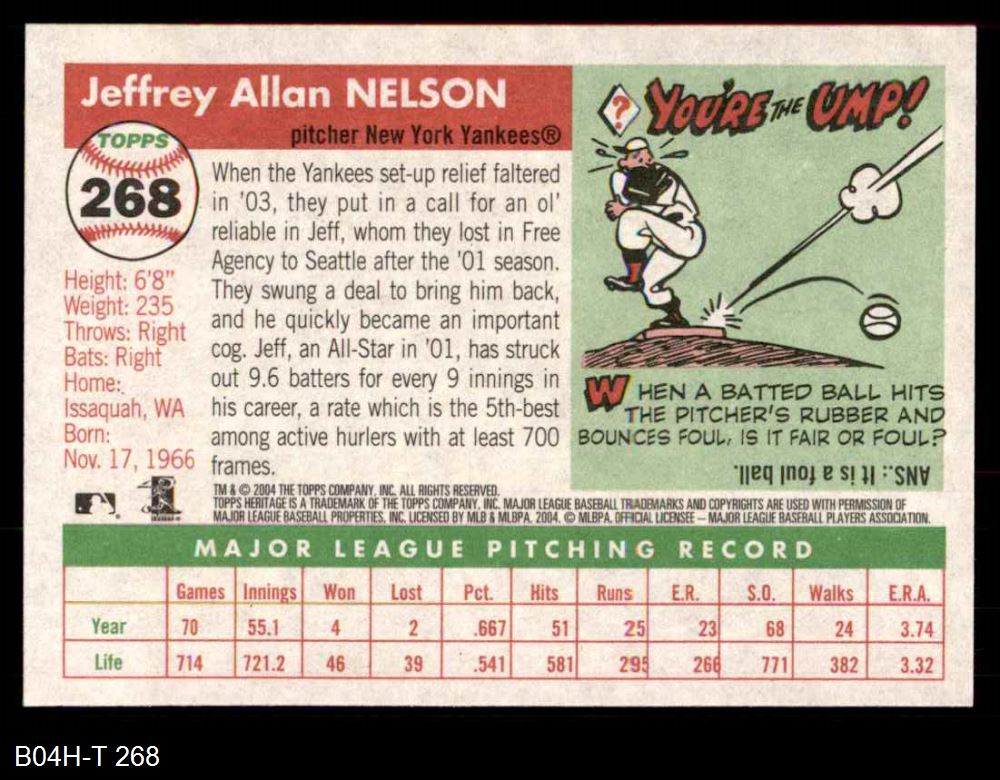 Jeffrey Allan NELSON
pitcher New York Yankees®
TOPPS
268
Height: 6'8"
Weight: 235
Throws: Right
Bats: Right
Home:
Issaquah, WA
Born:
Nov. 17, 1966
When the Yankees set-up relief faltered
in '03, they put in a call for an ol'
reliable in Jeff, whom they lost in Free
Agency to Seattle after the '01 season.
They swung a deal to bring him back,
and he quickly became an important
cog. Jeff, an All-Star in '01, has struck
out 9.6 batters for every 9 innings in
his career, a rate which is the 5th-best
among active hurlers with at least 700
frames.
? YOU'RE THE UMP!
WHEN A BATTED BALL HITS
THE PITCHER'S RUBBER AND
BOUNCES FOUL, IS IT FAIR OR FOUL?
ANS.: It is a foul ball.
TM & © 2004 THE TOPPS COMPANY, INC. ALL RIGHTS RESERVED.
TOPPS HERITAGE IS A TRADEMARK OF THE TOPPS COMPANY, INC. MAJOR LEAGUE BASEBALL TRADEMARKS AND COPYRIGHTS ARE USED WITH PERMISSION OF
MAJOR LEAGUE BASEBALL PROPERTIES, INC. LICENSED BY MLB & MLBPA, 2004. © MLBPA. OFFICIAL LICENSEE – MAJOR LEAGUE BASEBALL PLAYERS ASSOCIATION.
MAJOR LEAGUE PITCHING RECORD
Games Innings Won Lost Pct. Hits Runs E.R. S.O. Walks E.R.A.
Year 70 55.1 4 2 .667 51 25 23 68 24 3.74
Life 714 721.2 46 39 .541 581 295 266 771 382 3.32
B04H-T 268